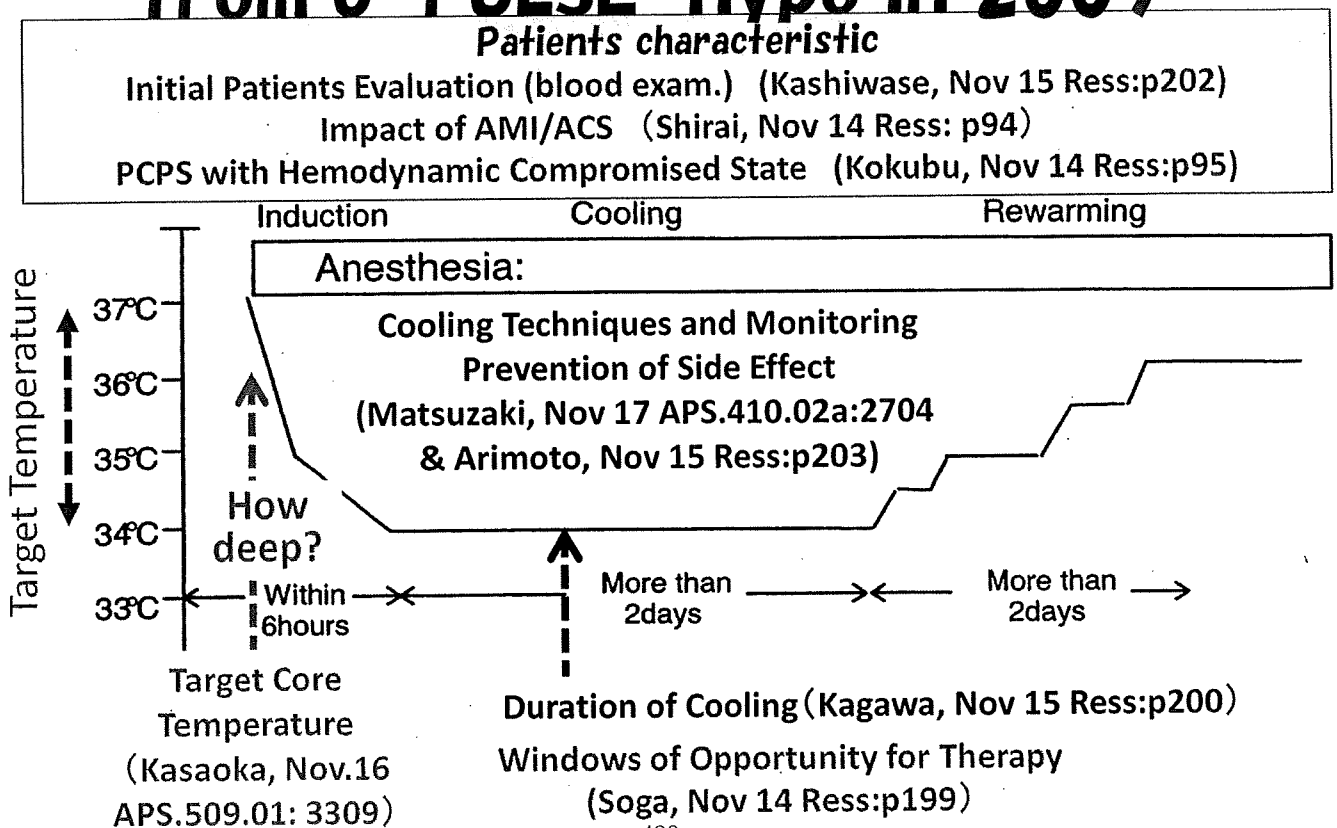 from J-PULSE-Hypo in 2009
Patients characteristic
Initial Patients Evaluation (blood exam.) (Kashiwase, Nov 15 Ress:p202)
Impact of AMI/ACS （Shirai, Nov 14 Ress: p94）
PCPS with Hemodynamic Compromised State (Kokubu, Nov 14 Ress:p95)
Induction Cooling Rewarming
Anesthesia:
Target Temperature
37℃
36℃
35℃
34℃
33℃
Cooling Techniques and Monitoring
Prevention of Side Effect
(Matsuzaki, Nov 17 APS.410.02a:2704
& Arimoto, Nov 15 Ress:p203)
How
deep?
Within
6hours
More than
2days
More than
2days
Target Core
Temperature
（Kasaoka, Nov.16
APS.509.01: 3309）
Duration of Cooling（Kagawa, Nov 15 Ress:p200）
Windows of Opportunity for Therapy
(Soga, Nov 14 Ress:p199）